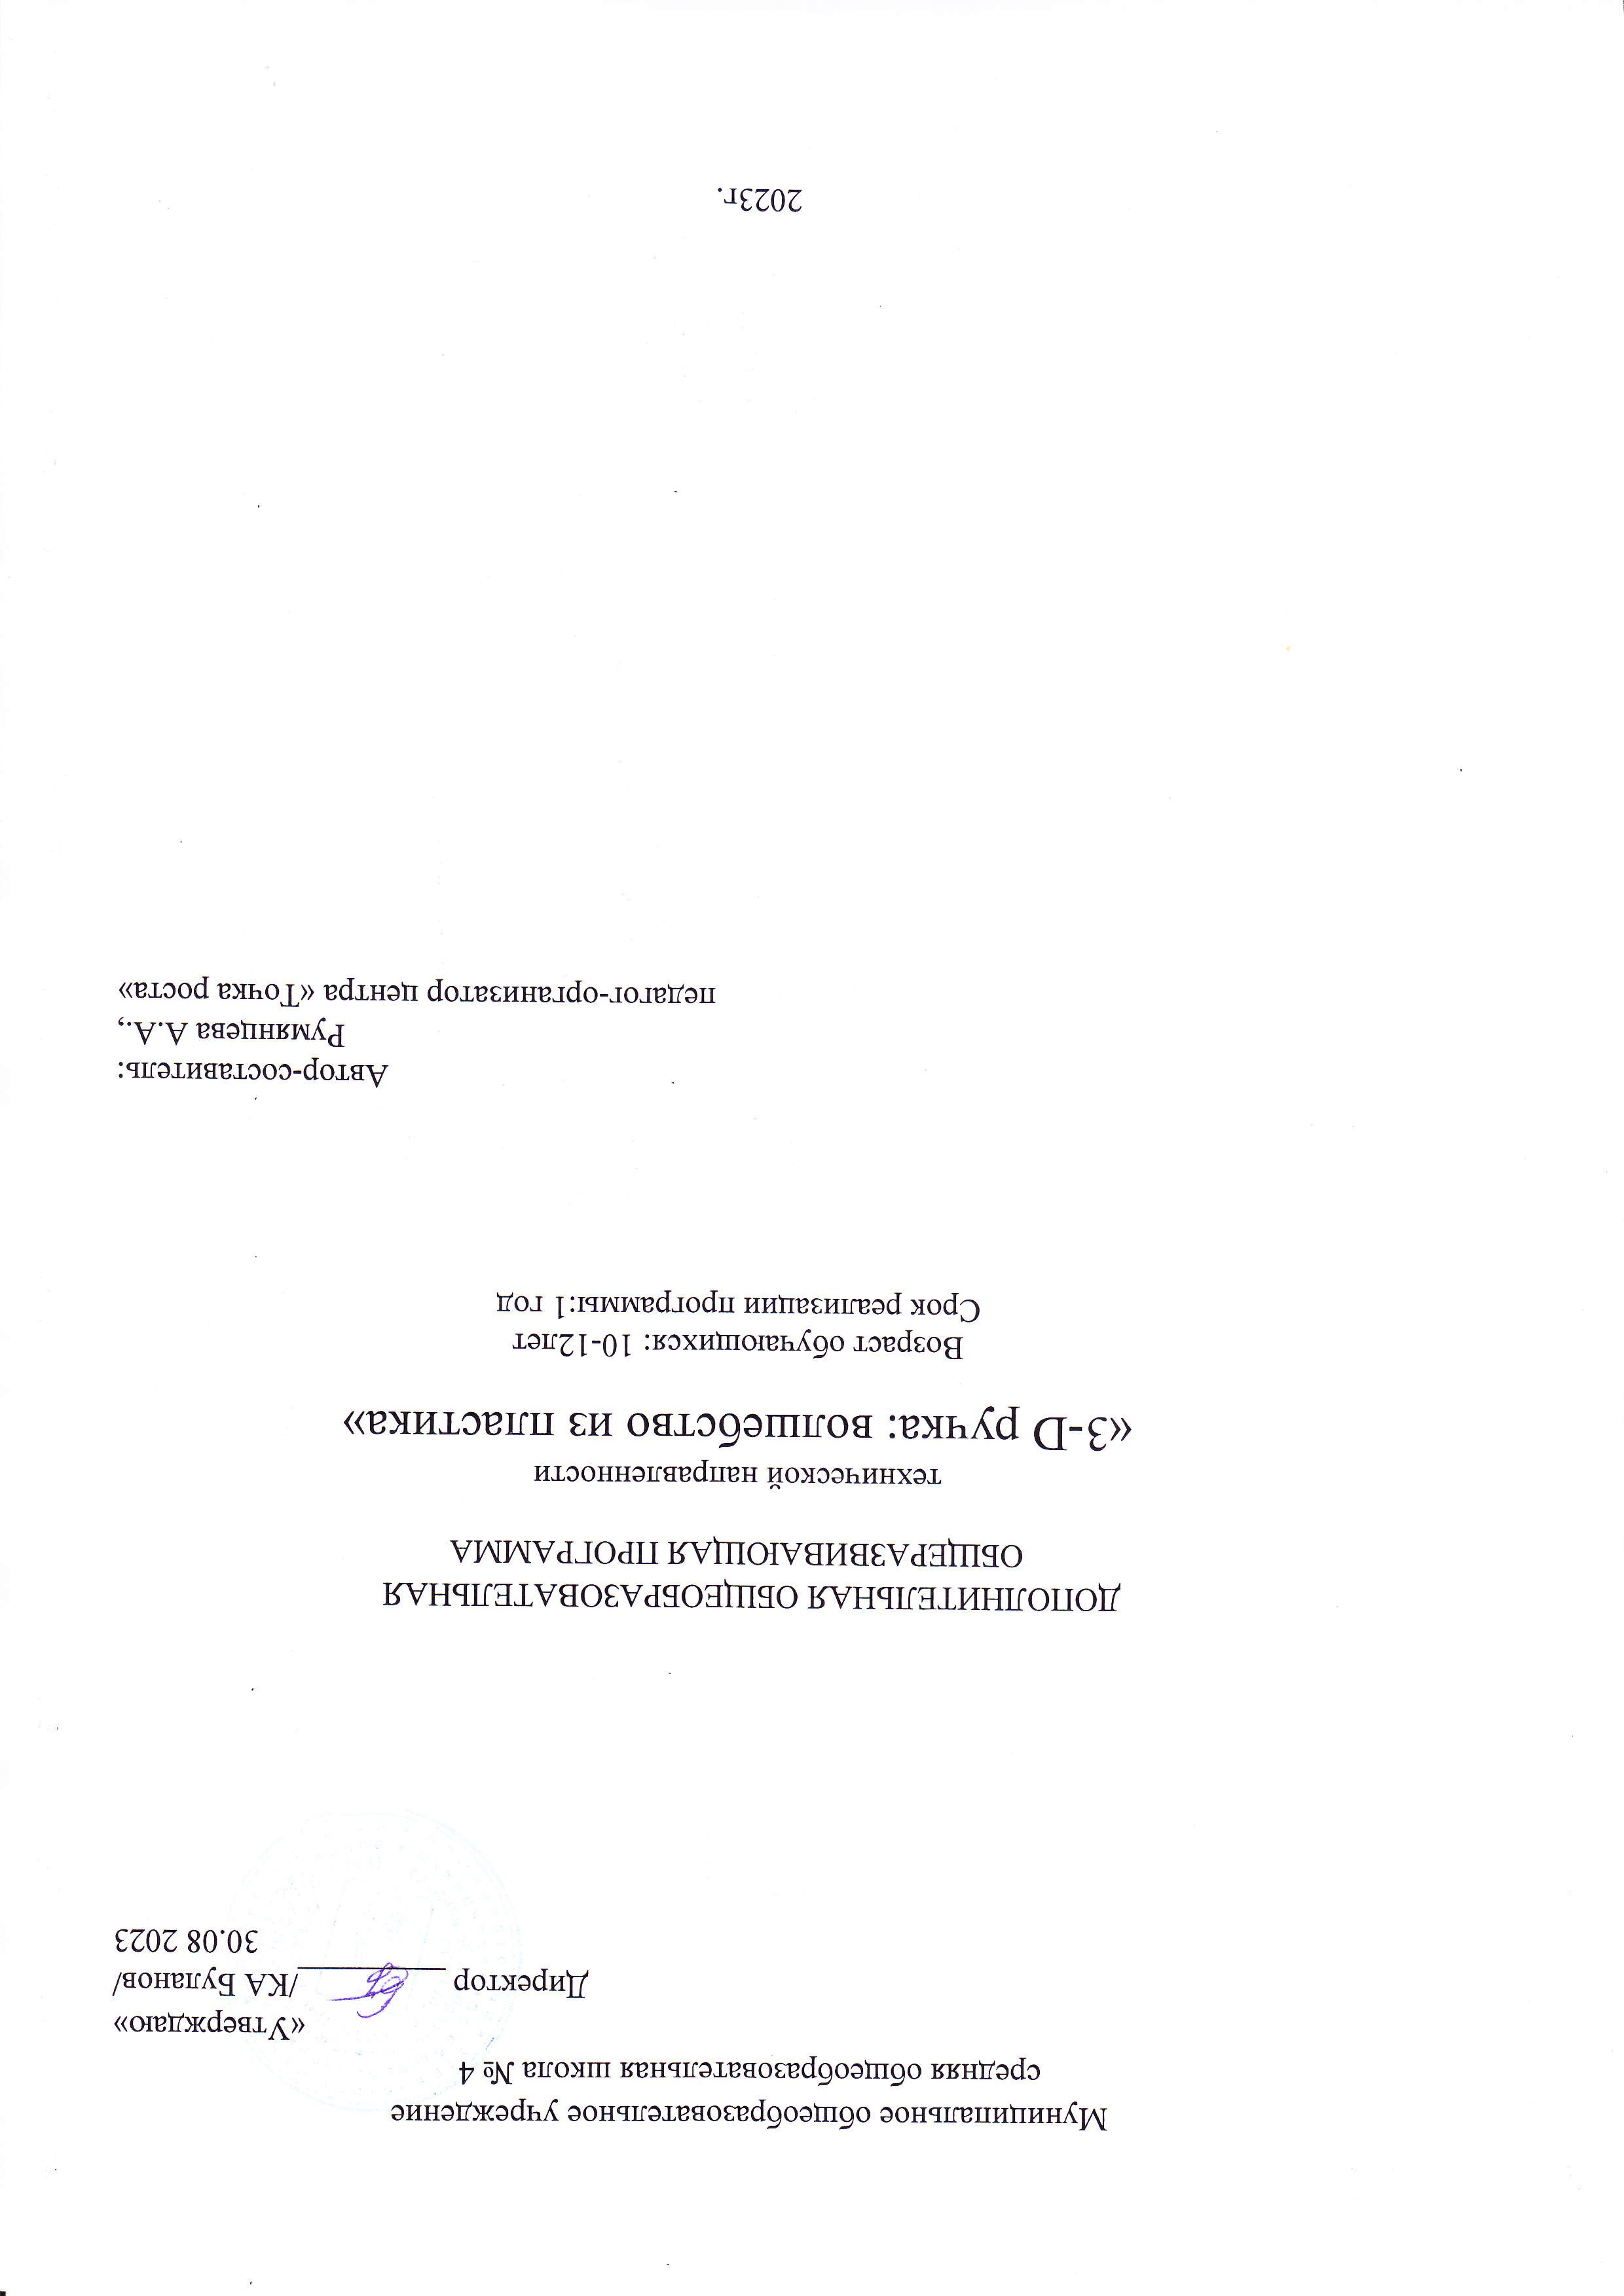 Муниципальное общеобразовательное учреждение
средняя общеобразовательная школа № 4
«Утверждаю»
Директор /КА Буланов/
30.08 2023
ДОПОЛНИТЕЛЬНАЯ ОБЩЕОБРАЗОВАТЕЛЬНАЯ
ОБЩЕРАЗВИВАЮЩАЯ ПРОГРАММА
технической направленности
«3-D ручка: волшебство из пластика»
Возраст обучающихся: 10-12лет
Срок реализации программы:1 год
Автор-составитель:
Румянцева А.А.,
педагог-организатор центра «Точка роста»
2023г.